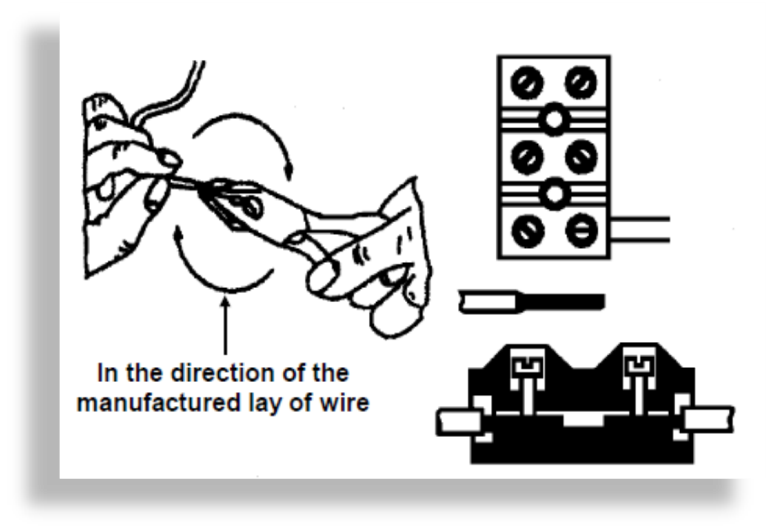 In the direction of the
manufactured lay of wire